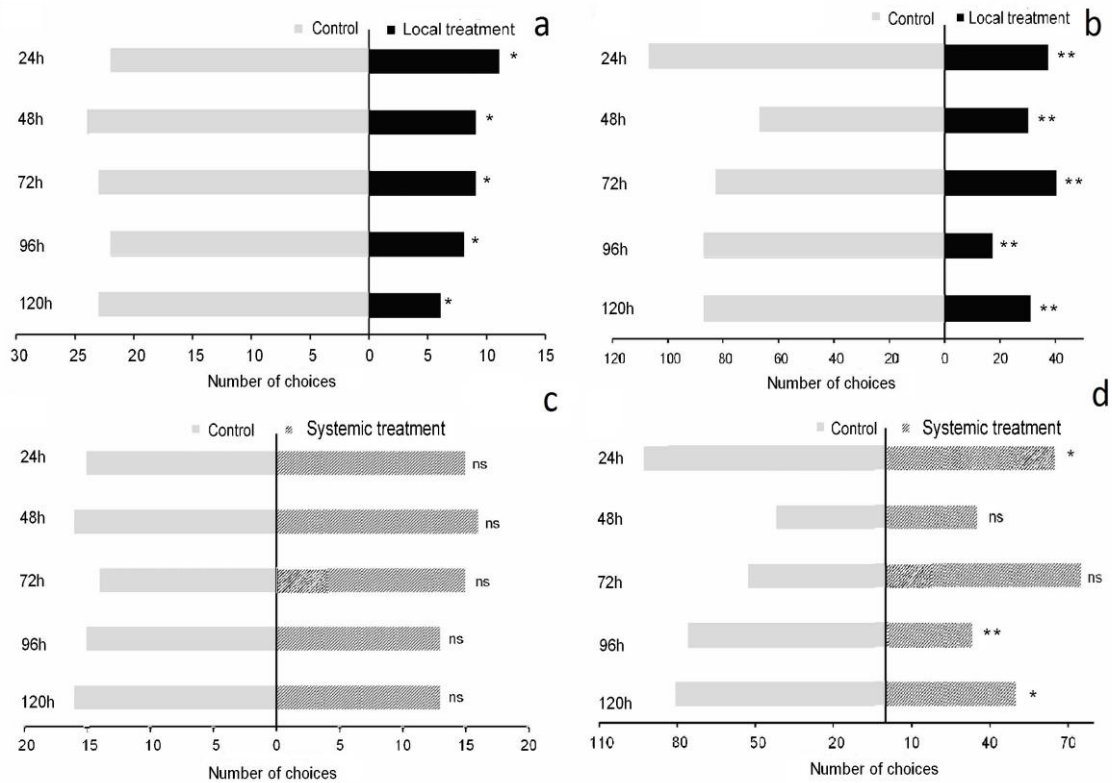 Control Local treatment a
24h *
48h *
72h *
96h *
120h *
30 25 20 15 10 5 0 5 10 15
Number of choices
Control Local treatment b
24h **
48h **
72h **
96h **
120h **
120 100 80 60 40 20 0 20 40
Number of choices
c
Control Systemic treatment
24h ns
48h ns
72h ns
96h ns
120h ns
20 15 10 5 0 5 10 15 20
Number of choices
d
Control Systemic treatment
24h *
48h ns
72h ns
96h **
120h *
110 80 50 20 10 40 70
Number of choices